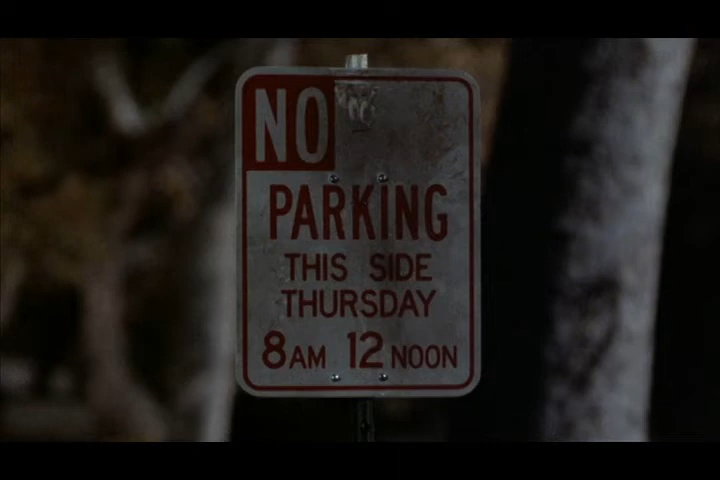 NO
PARKING
THIS SIDE
THURSDAY
8AM 12 NOON